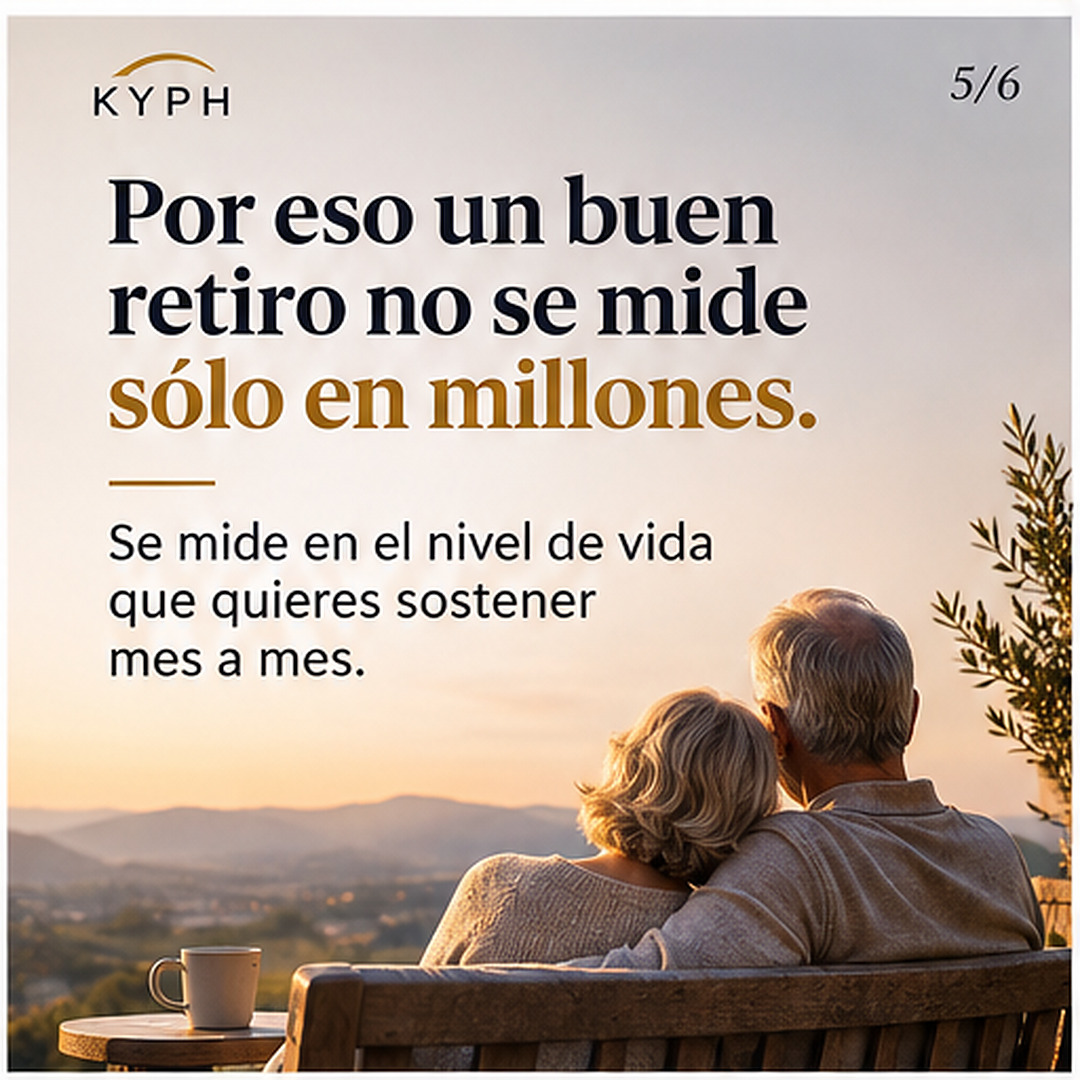 KYPH
5/6
Por eso un buen
retiro no se mide
sólo en millones.
Se mide en el nivel de vida
que quieres sostener
mes a mes.